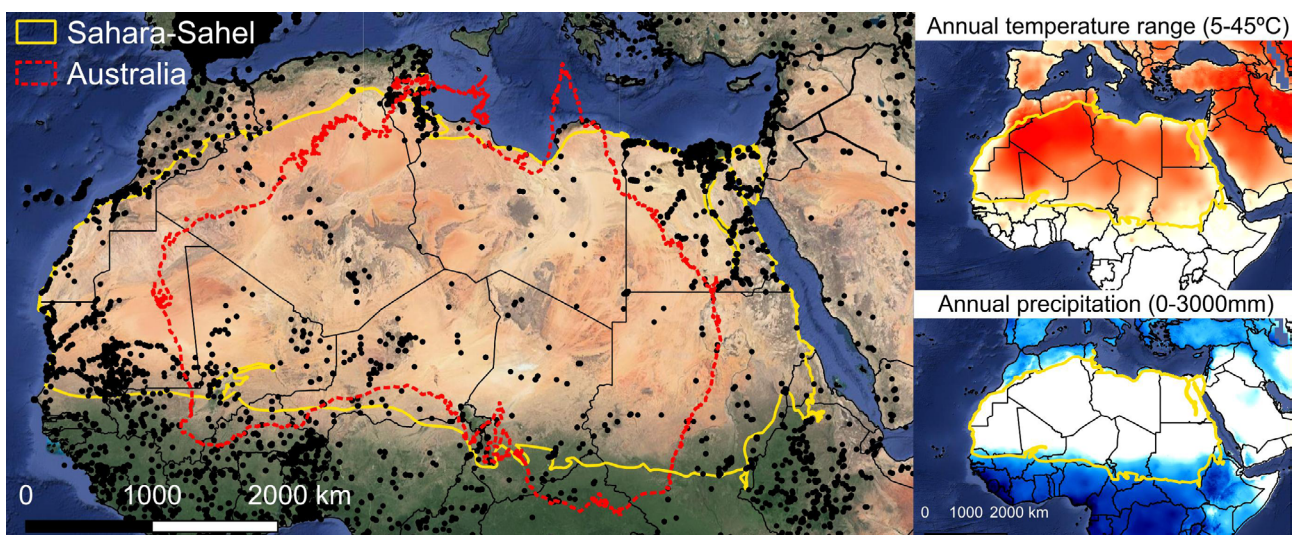 Sahara-Sahel
Australia
0 1000 2000 km
Annual temperature range (5-45ºC)
Annual precipitation (0-3000mm)
0 1000 2000 km